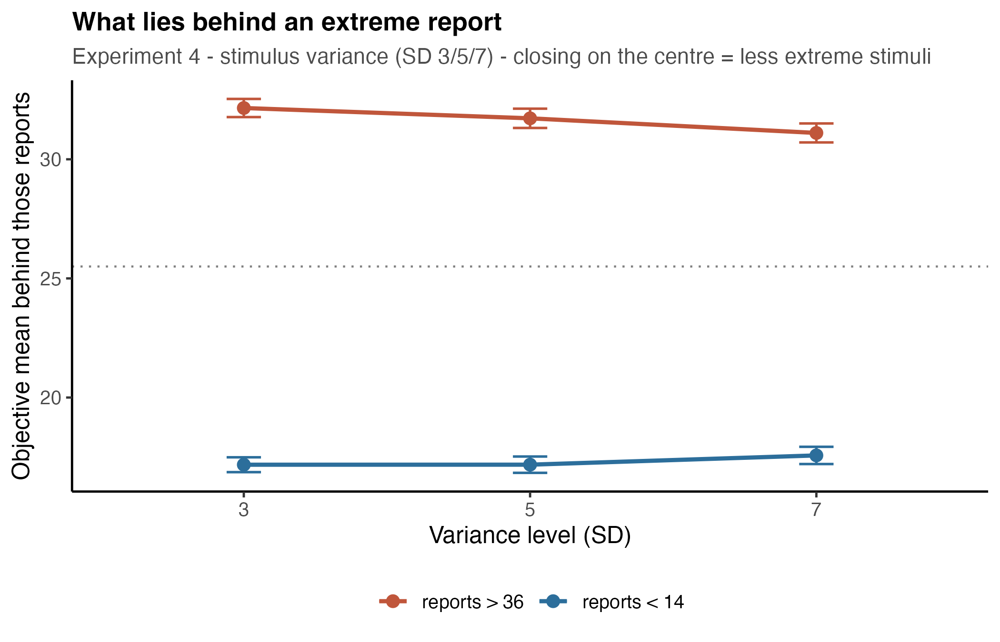 What lies behind an extreme report
Experiment 4 - stimulus variance (SD 3/5/7) - closing on the centre = less extreme stimuli
Objective mean behind those reports
30
25
20
3 5 7
Variance level (SD)
reports > 36 reports < 14